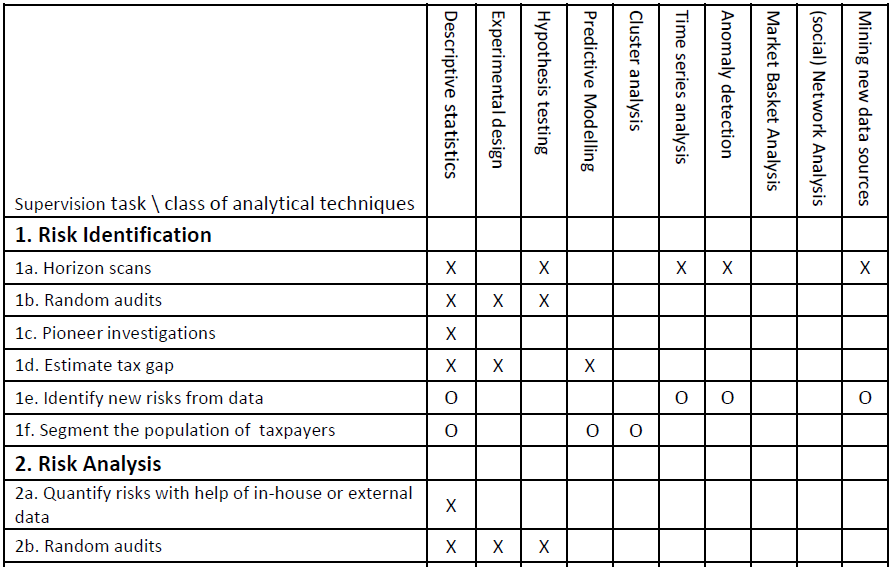 Descriptive statistics
Experimental design
Hypothesis testing
Predictive Modelling
Cluster analysis
Time series analysis
Anomaly detection
Market Basket Analysis
(social) Network Analysis
Mining new data sources
Supervision task \ class of analytical techniques
1. Risk Identification
1a. Horizon scans X X X X X
1b. Random audits X X X
1c. Pioneer investigations X
1d. Estimate tax gap X X X
1e. Identify new risks from data O O O O
1f. Segment the population of taxpayers O O O
2. Risk Analysis
2a. Quantify risks with help of in-house or external
data X
2b. Random audits X X X